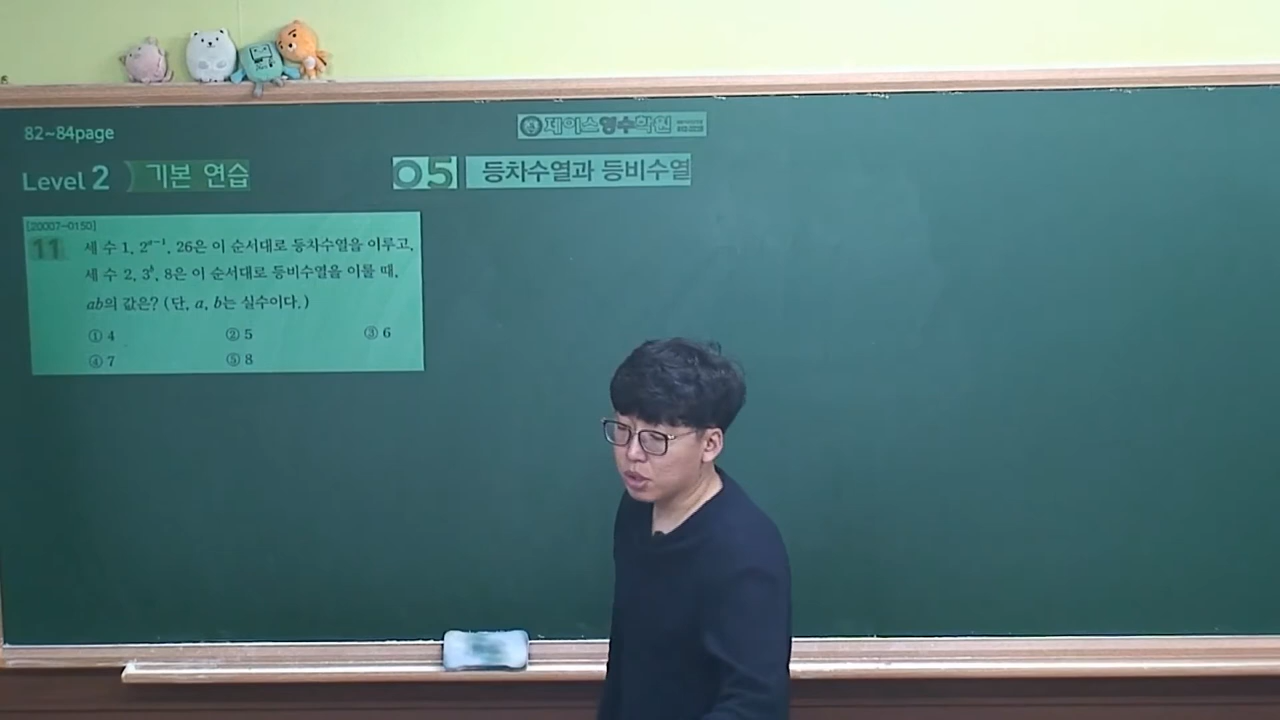 82~84page
제이스영수학원
Level 2 기본 연습
05 등차수열과 등비수열
[20007-0150]
11 세 수 1, 2ᵃ⁻¹, 26은 이 순서대로 등차수열을 이루고,
세 수 2, 3ᵇ, 8은 이 순서대로 등비수열을 이룰 때,
ab의 값은? (단, a, b는 실수이다.)
① 4 ② 5 ③ 6
④ 7 ⑤ 8